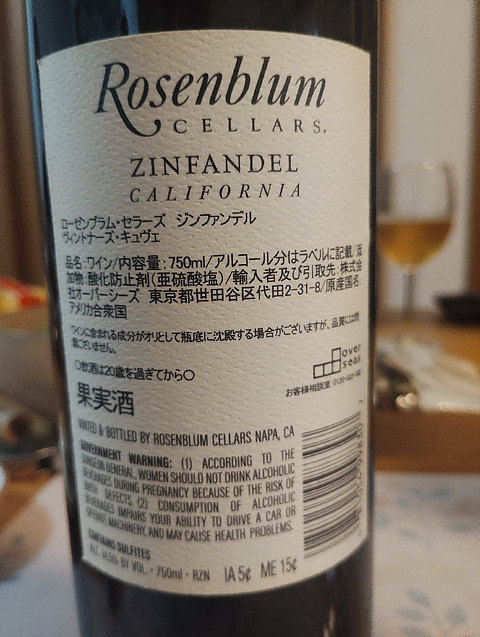 Rosenblum
CELLARS®
ZINFANDEL
CALIFORNIA
ローゼンブラム・セラーズ ジンファンデル
ヴィントナーズ・キュヴェ
品名:ワイン/内容量:750ml/アルコール分はラベルに記載/酒
加物:酸化防止剤(亜硫酸塩)/輸入者及び引取先:株式会
社オーバーシーズ 東京都世田谷区代田2-31-8/原産国名:
アメリカ合衆国
ワインに含まれる成分がオリとして瓶底に沈殿する場合がございますが、品質には問
題ございません。
over
seas
〇飲酒は20歳を過ぎてから〇
お客様相談室:0120-522-582
果実酒
VINTED & BOTTLED BY ROSENBLUM CELLARS NAPA, CA
GOVERNMENT WARNING: (1) ACCORDING TO THE
SURGEON GENERAL, WOMEN SHOULD NOT DRINK ALCOHOLIC
BEVERAGES DURING PREGNANCY BECAUSE OF THE RISK OF
BIRTH DEFECTS. (2) CONSUMPTION OF ALCOHOLIC
BEVERAGES IMPAIRS YOUR ABILITY TO DRIVE A CAR OR
OPERATE MACHINERY, AND MAY CAUSE HEALTH PROBLEMS.
CONTAINS SULFITES
ALC. 14.5% BY VOL. · 750ml · RZN IA 5¢ ME 15¢